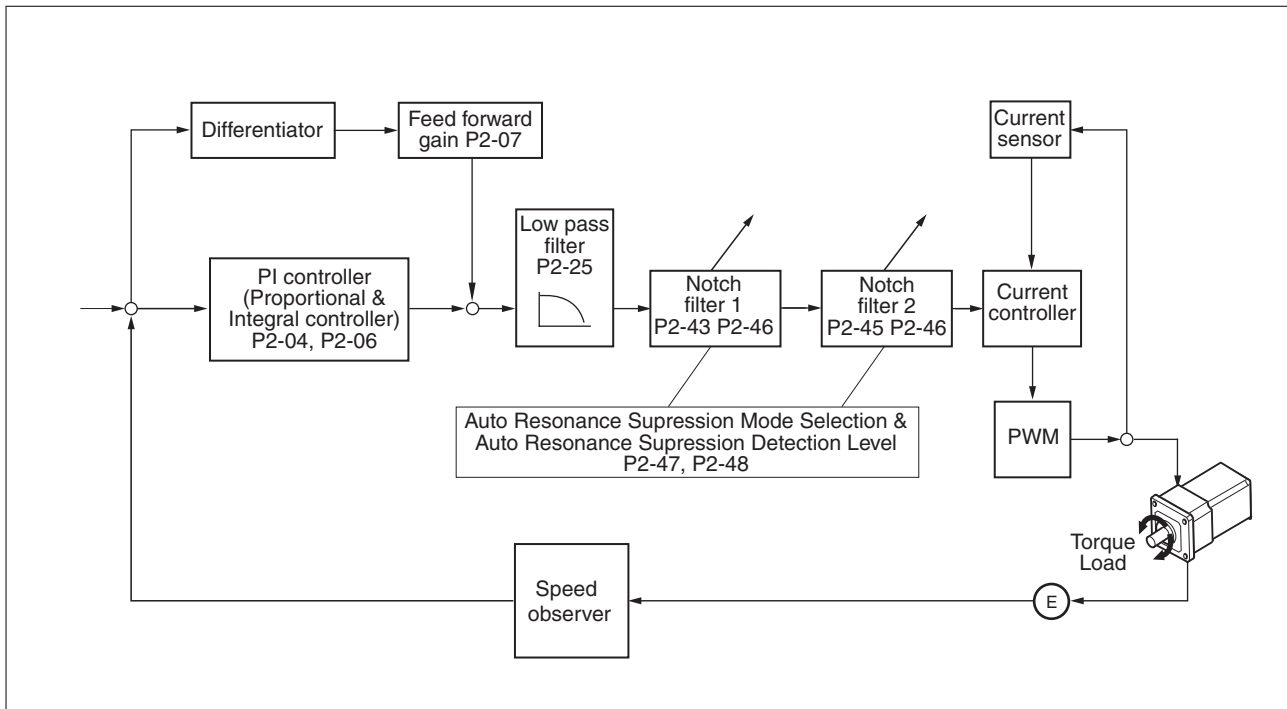 Differentiator
Feed forward
gain P2-07
Current
sensor
Low pass
filter
P2-25
PI controller
(Proportional &
Integral controller)
P2-04, P2-06
Notch
filter 1
P2-43 P2-46
Notch
filter 2
P2-45 P2-46
Current
controller
Auto Resonance Supression Mode Selection &
Auto Resonance Supression Detection Level
P2-47, P2-48
PWM
Torque
Load
Speed
observer
E